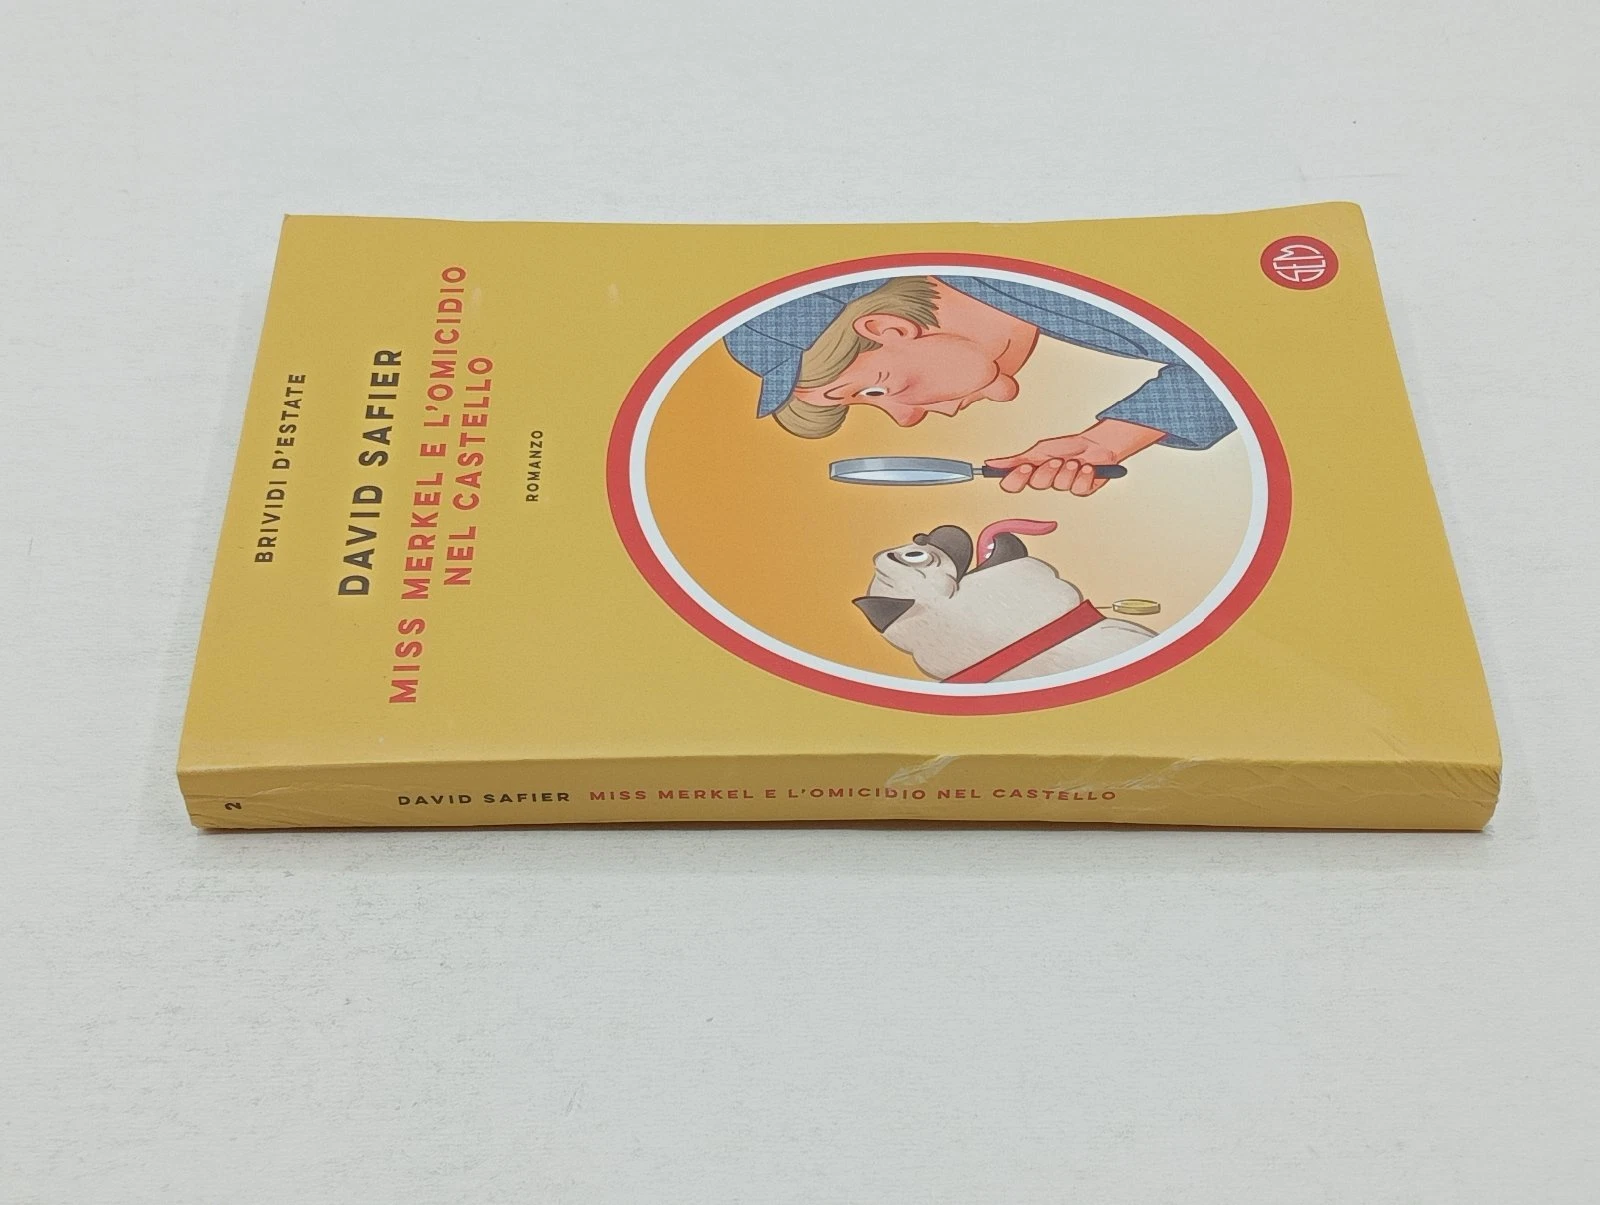 BRIVIDI D'ESTATE
DAVID SAFIER
MISS MERKEL E L'OMICIDIO
NEL CASTELLO
ROMANZO
SEM
2
DAVID SAFIER MISS MERKEL E L'OMICIDIO NEL CASTELLO